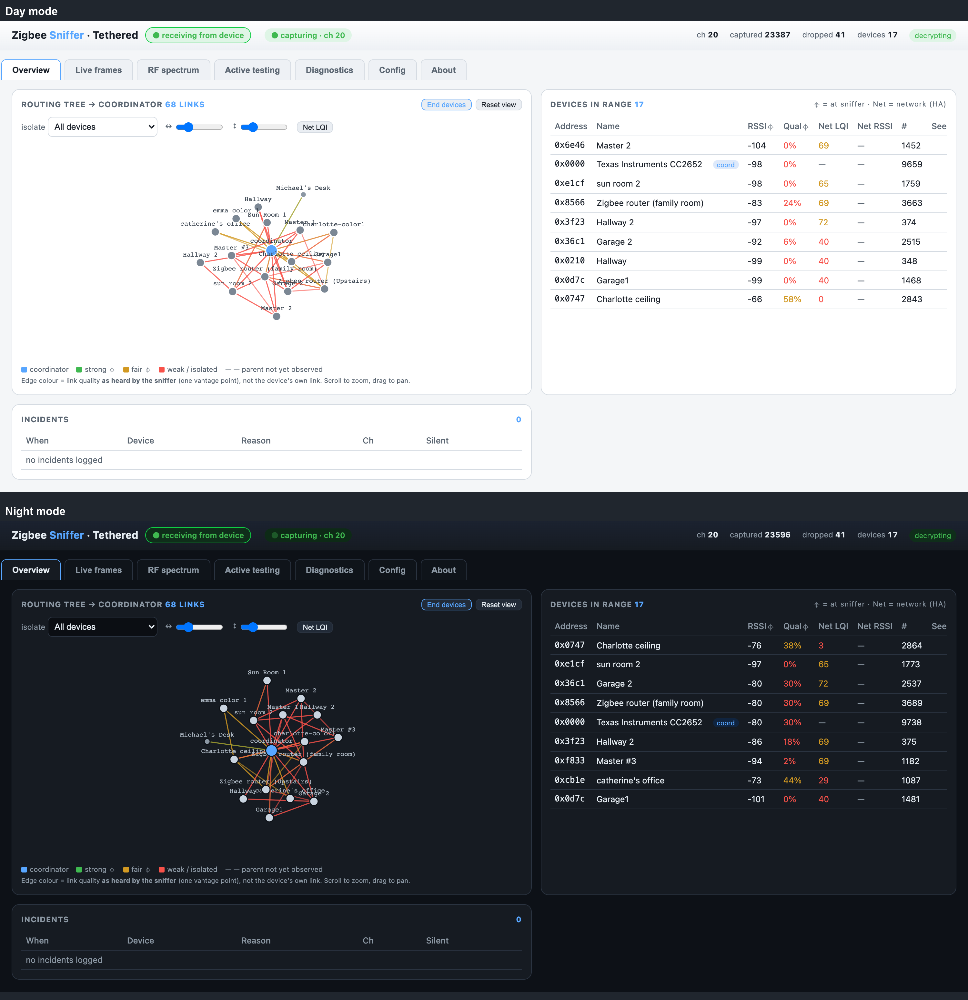 Day mode
Zigbee Sniffer · Tethered receiving from device capturing · ch 20 ch 20 captured 23387 dropped 41 devices 17 decrypting
Overview Live frames RF spectrum Active testing Diagnostics Config About
ROUTING TREE → COORDINATOR 68 LINKS End devices Reset view
isolate All devices ↔ ↕ Net LQI
Michael's Desk
Hallway
emma color 1
Sun Room 1
catherine's office
Master 1
charlotte-color1
coordinator
Master #3
Hallway 2
Charlotte ceiling
Garage1
Zigbee router (family room)
sun room 2
Garage 2
Zigbee router (Upstairs)
Master 2
coordinator strong ⌖ fair ⌖ weak / isolated — — parent not yet observed
Edge colour = link quality as heard by the sniffer (one vantage point), not the device's own link. Scroll to zoom, drag to pan.
DEVICES IN RANGE 17 ⌖ = at sniffer · Net = network (HA)
Address Name RSSI⌖ Qual⌖ Net LQI Net RSSI # See
0x6e46 Master 2 -104 0% 69 — 1452
0x0000 Texas Instruments CC2652 coord -98 0% — — 9659
0xe1cf sun room 2 -98 0% 65 — 1759
0x8566 Zigbee router (family room) -83 24% 69 — 3663
0x3f23 Hallway 2 -97 0% 72 — 374
0x36c1 Garage 2 -92 6% 40 — 2515
0x0210 Hallway -99 0% 40 — 348
0x0d7c Garage1 -99 0% 40 — 1468
0x0747 Charlotte ceiling -66 58% 0 — 2843
INCIDENTS 0
When Device Reason Ch Silent
no incidents logged
Night mode
Zigbee Sniffer · Tethered receiving from device capturing · ch 20 ch 20 captured 23596 dropped 41 devices 17 decrypting
Overview Live frames RF spectrum Active testing Diagnostics Config About
ROUTING TREE → COORDINATOR 68 LINKS End devices Reset view
isolate All devices ↔ ↕ Net LQI
Sun Room 1
Master 2
emma color 1
Master 1
Hallway 2
sun room 2
Master #3
charlotte-color1
Michael's Desk
coordinator
Charlotte ceiling
Zigbee router (family room)
Zigbee router (Upstairs)
Hallway
catherine's office
Garage 2
Garage1
coordinator strong ⌖ fair ⌖ weak / isolated — — parent not yet observed
Edge colour = link quality as heard by the sniffer (one vantage point), not the device's own link. Scroll to zoom, drag to pan.
DEVICES IN RANGE 17 ⌖ = at sniffer · Net = network (HA)
Address Name RSSI⌖ Qual⌖ Net LQI Net RSSI # See
0x0747 Charlotte ceiling -76 38% 3 — 2864
0xe1cf sun room 2 -97 0% 65 — 1773
0x36c1 Garage 2 -80 30% 72 — 2537
0x8566 Zigbee router (family room) -80 30% 69 — 3689
0x0000 Texas Instruments CC2652 coord -80 30% — — 9738
0x3f23 Hallway 2 -86 18% 69 — 375
0xf833 Master #3 -94 2% 69 — 1182
0xcb1e catherine's office -73 44% 29 — 1087
0x0d7c Garage1 -101 0% 40 — 1481
INCIDENTS 0
When Device Reason Ch Silent
no incidents logged